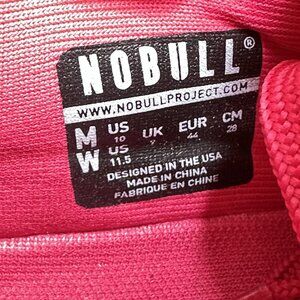 NOBULL®
WWW.NOBULLPROJECT.COM
M US UK EUR CM
10 44 28
W US
11.5
DESIGNED IN THE USA
MADE IN CHINA
FABRIQUE EN CHINE